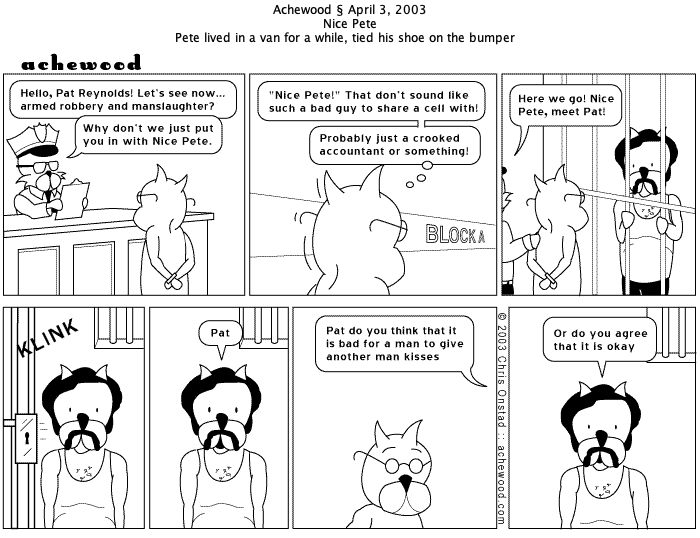 Achewood § April 3, 2003
Nice Pete
Pete lived in a van for a while, tied his shoe on the bumper
achewood
Hello, Pat Reynolds! Let's see now...
armed robbery and manslaughter?
Why don't we just put
you in with Nice Pete.
"Nice Pete!" That don't sound like
such a bad guy to share a cell with!
Probably just a crooked
accountant or something!
BLOCK A
Here we go! Nice
Pete, meet Pat!
KLINK
Pat
Pat do you think that it
is bad for a man to give
another man kisses
© 2003 Chris Onstad :: achewood.com
Or do you agree
that it is okay